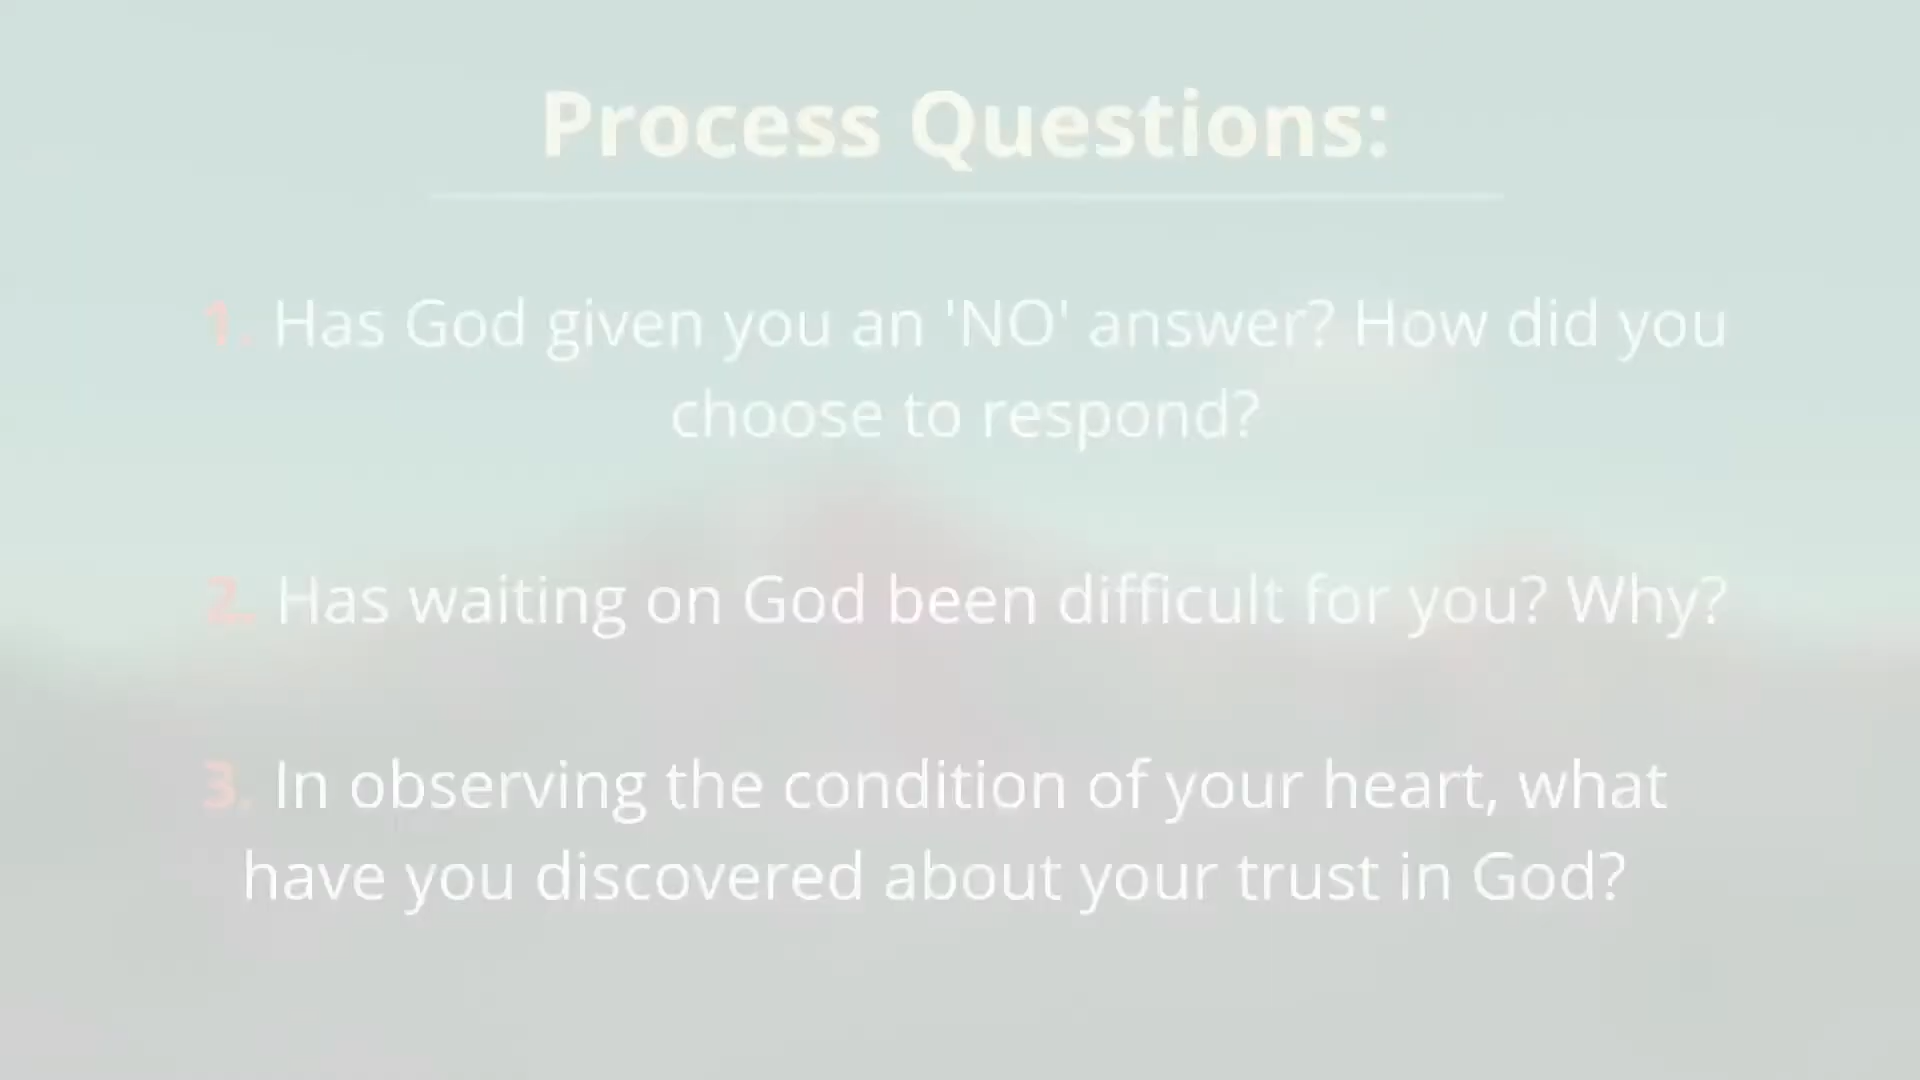 Process Questions:
1. Has God given you an 'NO' answer? How did you
choose to respond?
2. Has waiting on God been difficult for you? Why?
3. In observing the condition of your heart, what
have you discovered about your trust in God?